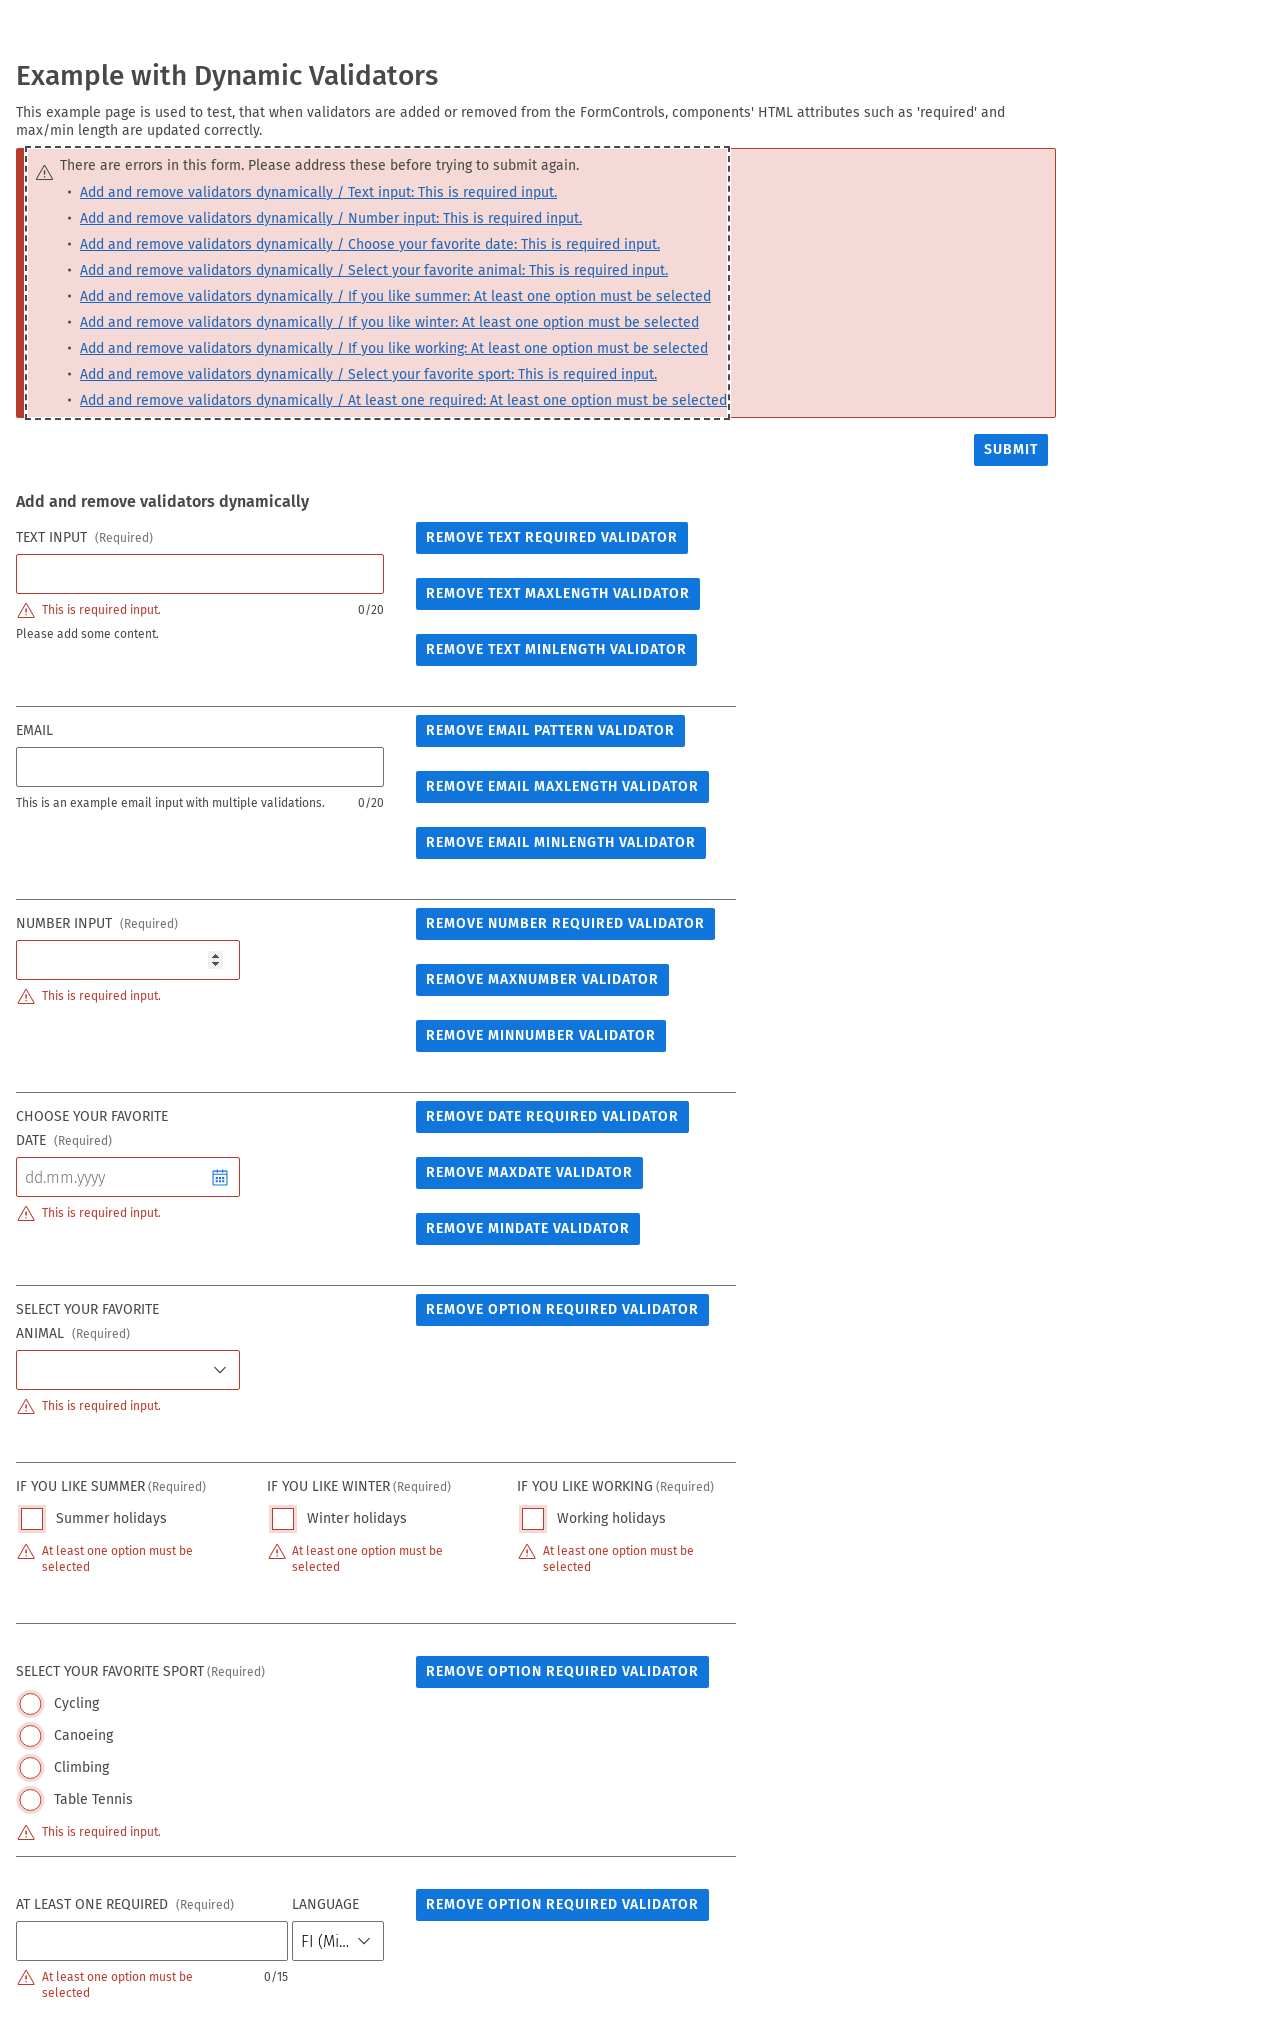 Example with Dynamic Validators
This example page is used to test, that when validators are added or removed from the FormControls, components' HTML attributes such as 'required' and
max/min length are updated correctly.
There are errors in this form. Please address these before trying to submit again.
• Add and remove validators dynamically / Text input: This is required input.
• Add and remove validators dynamically / Number input: This is required input.
• Add and remove validators dynamically / Choose your favorite date: This is required input.
• Add and remove validators dynamically / Select your favorite animal: This is required input.
• Add and remove validators dynamically / If you like summer: At least one option must be selected
• Add and remove validators dynamically / If you like winter: At least one option must be selected
• Add and remove validators dynamically / If you like working: At least one option must be selected
• Add and remove validators dynamically / Select your favorite sport: This is required input.
• Add and remove validators dynamically / At least one required: At least one option must be selected
SUBMIT
Add and remove validators dynamically
TEXT INPUT (Required)
REMOVE TEXT REQUIRED VALIDATOR
This is required input. 0/20
Please add some content.
REMOVE TEXT MAXLENGTH VALIDATOR
REMOVE TEXT MINLENGTH VALIDATOR
EMAIL
REMOVE EMAIL PATTERN VALIDATOR
This is an example email input with multiple validations. 0/20
REMOVE EMAIL MAXLENGTH VALIDATOR
REMOVE EMAIL MINLENGTH VALIDATOR
NUMBER INPUT (Required)
REMOVE NUMBER REQUIRED VALIDATOR
This is required input.
REMOVE MAXNUMBER VALIDATOR
REMOVE MINNUMBER VALIDATOR
CHOOSE YOUR FAVORITE
DATE (Required)
REMOVE DATE REQUIRED VALIDATOR
dd.mm.yyyy
This is required input.
REMOVE MAXDATE VALIDATOR
REMOVE MINDATE VALIDATOR
SELECT YOUR FAVORITE
ANIMAL (Required)
REMOVE OPTION REQUIRED VALIDATOR
This is required input.
IF YOU LIKE SUMMER (Required)
Summer holidays
At least one option must be
selected
IF YOU LIKE WINTER (Required)
Winter holidays
At least one option must be
selected
IF YOU LIKE WORKING (Required)
Working holidays
At least one option must be
selected
SELECT YOUR FAVORITE SPORT (Required)
REMOVE OPTION REQUIRED VALIDATOR
Cycling
Canoeing
Climbing
Table Tennis
This is required input.
AT LEAST ONE REQUIRED (Required)
LANGUAGE
REMOVE OPTION REQUIRED VALIDATOR
FI (Mi...
At least one option must be
selected
0/15